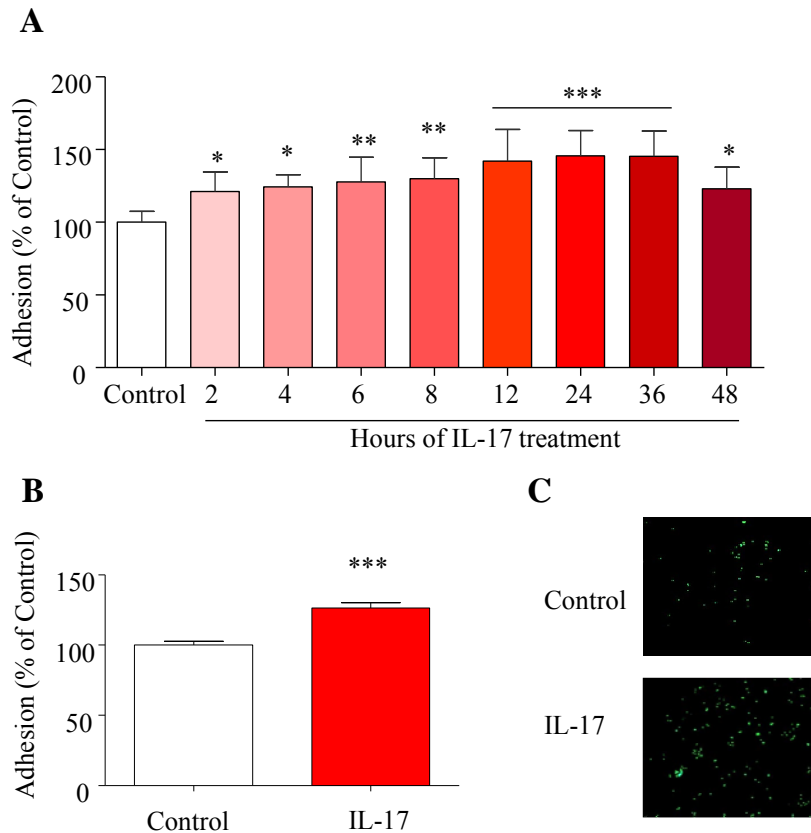 A
Adhesion (% of Control)
200
150
100
50
0
* * ** ** *** *
Control 2 4 6 8 12 24 36 48
Hours of IL-17 treatment
B
Adhesion (% of Control)
150
100
50
0
***
Control IL-17
C
Control
IL-17